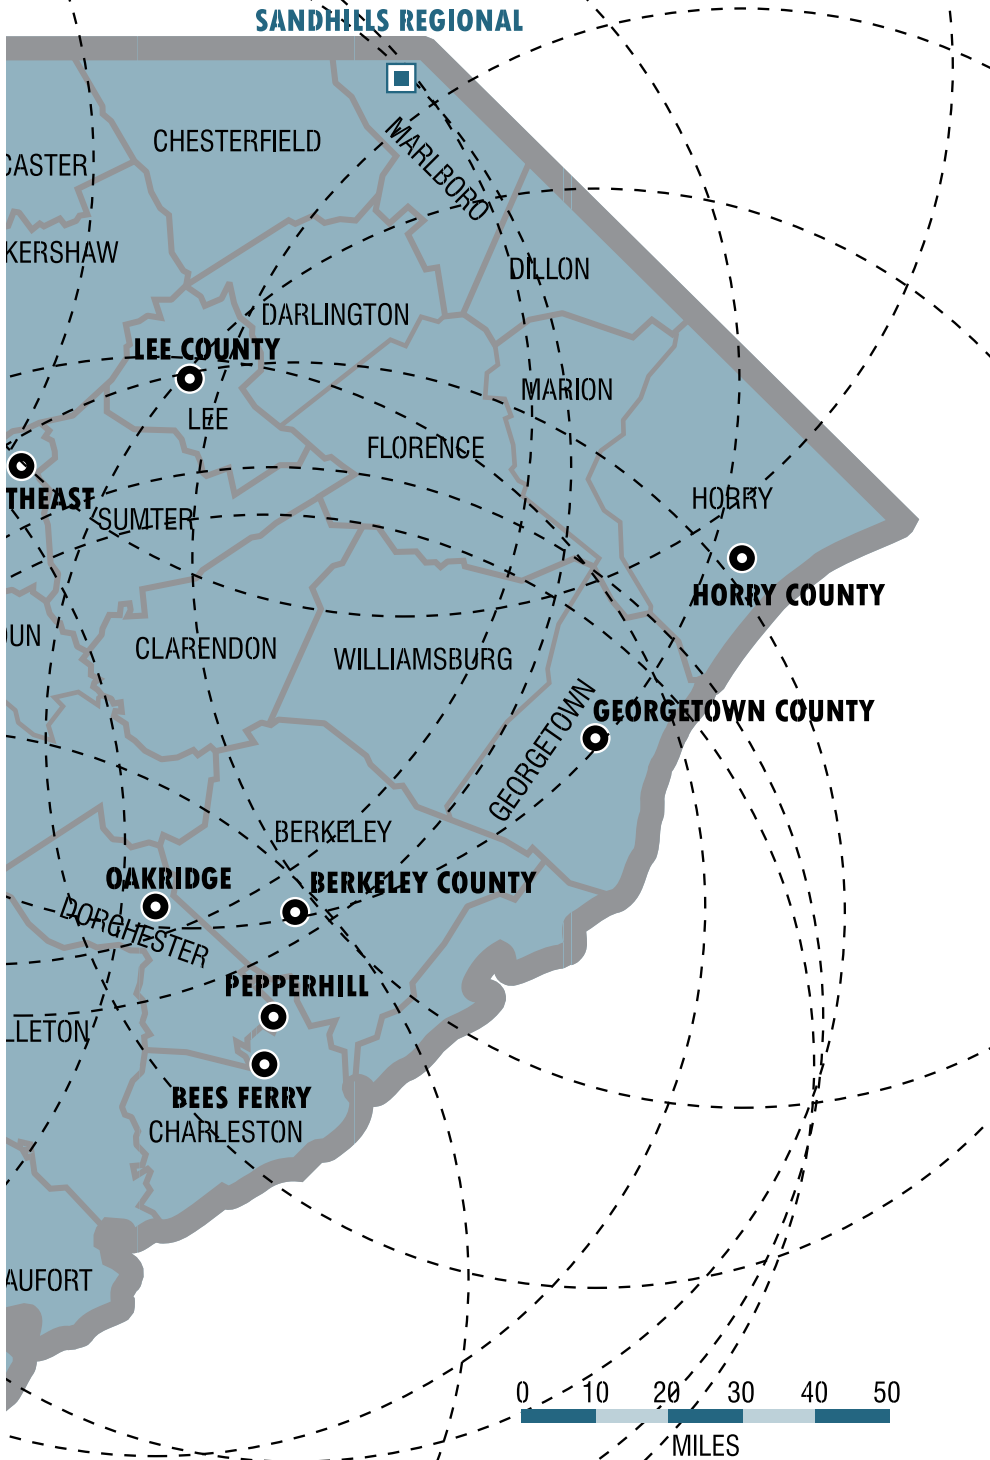 SANDHILLS REGIONAL
CHESTERFIELD
MARLBORO
CASTER
KERSHAW
DILLON
DARLINGTON
LEE COUNTY
MARION
LEE
FLORENCE
THEAST
SUMTER
HORRY
HORRY COUNTY
OUN
CLARENDON
WILLIAMSBURG
GEORGETOWN
GEORGETOWN COUNTY
BERKELEY
OAKRIDGE
BERKELEY COUNTY
DORCHESTER
PEPPERHILL
LLETON
BEES FERRY
CHARLESTON
AUFORT
0 10 20 30 40 50
MILES